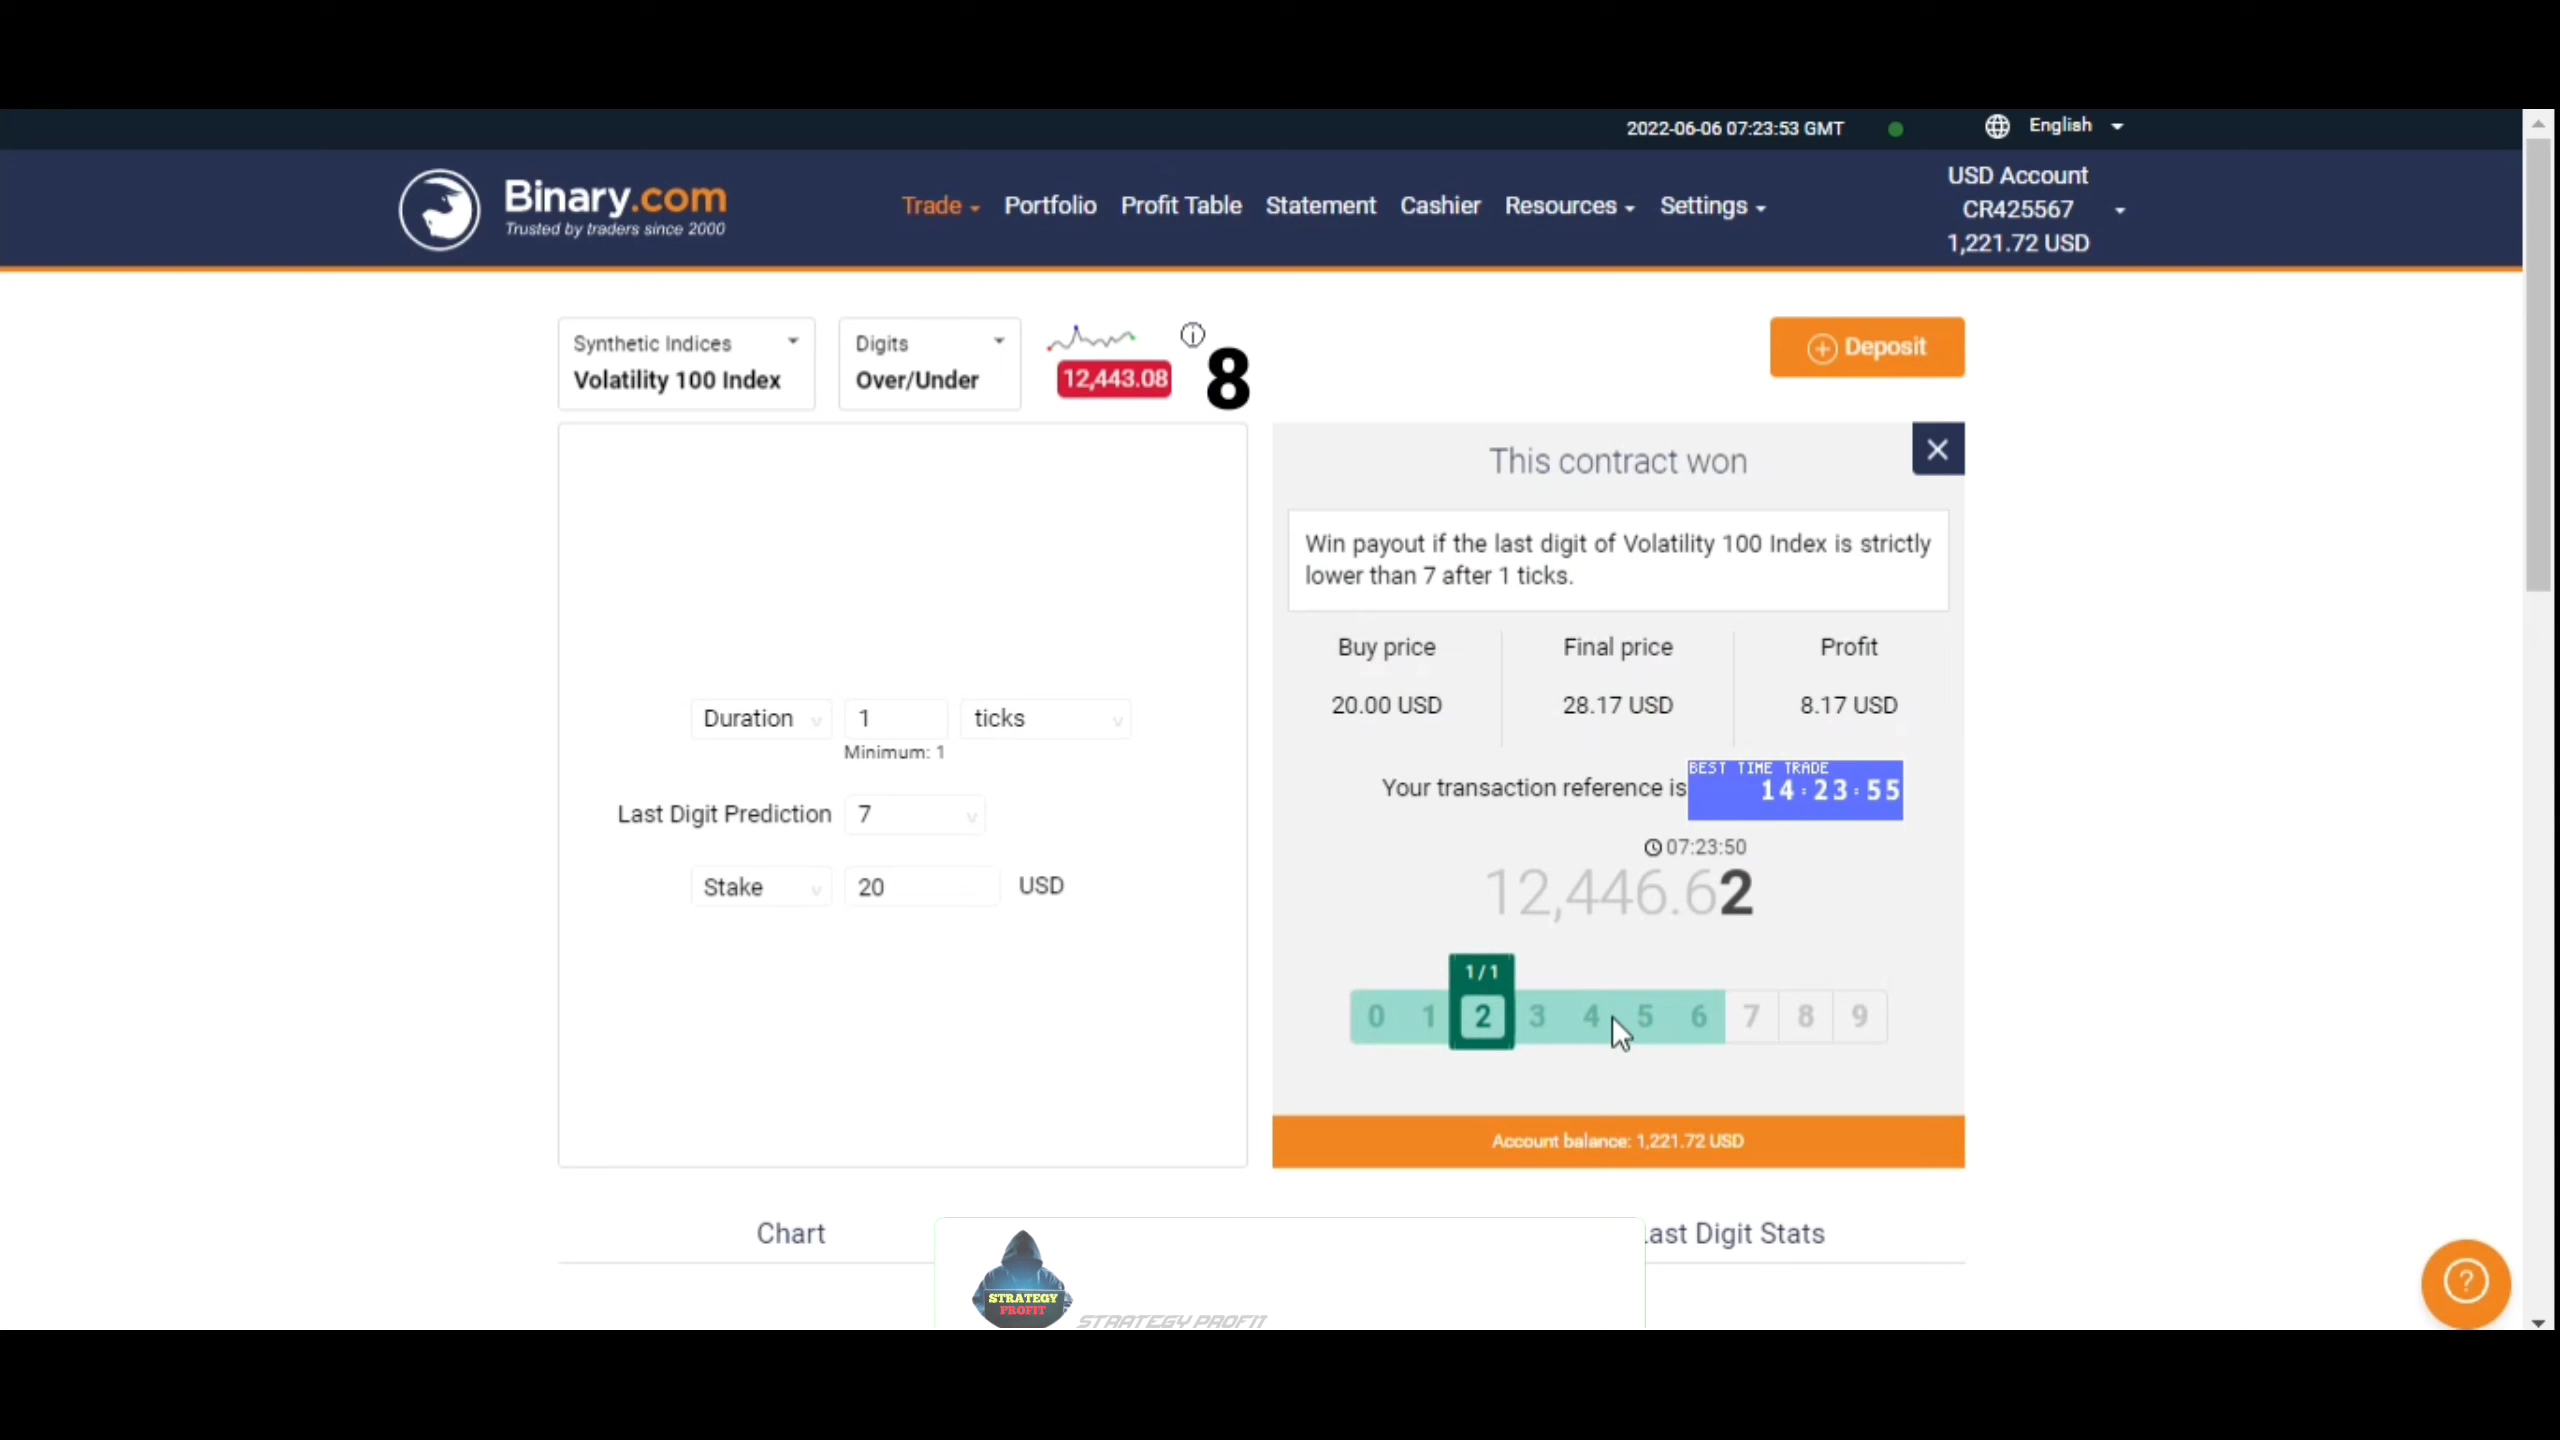 2022-06-06 07:23:53 GMT
English
Binary.com
Trusted by traders since 2000
Trade
Portfolio
Profit Table
Statement
Cashier
Resources
Settings
USD Account
CR425567
1,221.72 USD
Synthetic Indices
Volatility 100 Index
Digits
Over/Under
12,443.08
8
Deposit
Duration
1
ticks
Minimum: 1
Last Digit Prediction
7
Stake
20
USD
This contract won
Win payout if the last digit of Volatility 100 Index is strictly
lower than 7 after 1 ticks.
Buy price
Final price
Profit
20.00 USD
28.17 USD
8.17 USD
Your transaction reference is
BEST TIME TRADE
14:23:55
07:23:50
12,446.62
1/1
0 1 2 3 4 5 6 7 8 9
Account balance: 1,221.72 USD
Chart
Last Digit Stats
STRATEGY
PROFIT
STRATEGY PROFIT